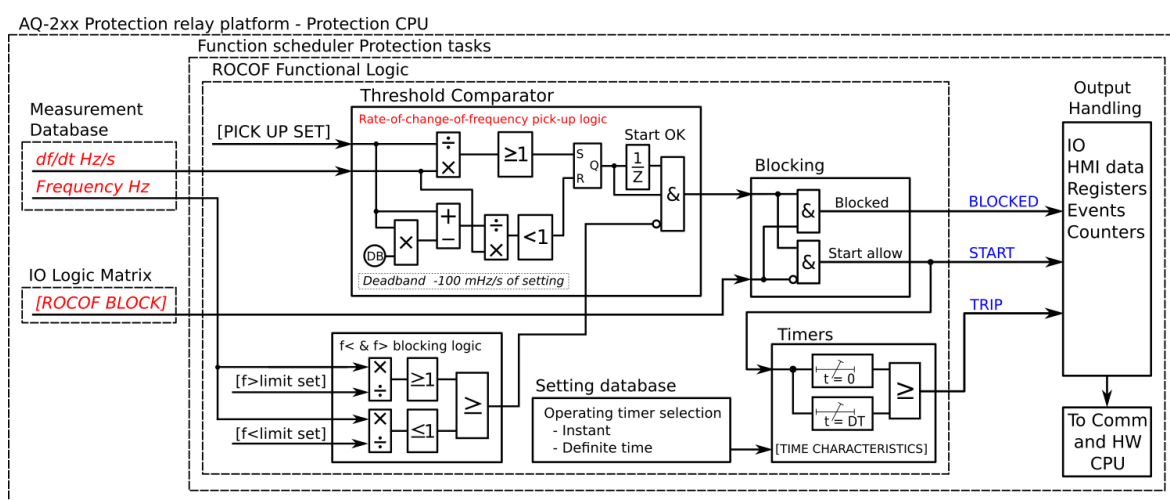 AQ-2xx Protection relay platform - Protection CPU
Function scheduler Protection tasks
ROCOF Functional Logic
Measurement
Database
df/dt Hz/s
Frequency Hz
IO Logic Matrix
[ROCOF BLOCK]
[PICK UP SET]
Threshold Comparator
Rate-of-change-of-frequency pick-up logic
÷
×
≥1
S
Q
R
Start OK
1
Z
&
+
−
DB
×
÷
×
<1
Deadband -100 mHz/s of setting
Blocking
&
Blocked
&
Start allow
BLOCKED
START
TRIP
Output
Handling
IO
HMI data
Registers
Events
Counters
To Comm
and HW
CPU
f< & f> blocking logic
[f>limit set]
×
÷
≥1
[f<limit set]
×
÷
≤1
≥
Setting database
Operating timer selection
- Instant
- Definite time
Timers
t = 0
t = DT
≥
[TIME CHARACTERISTICS]